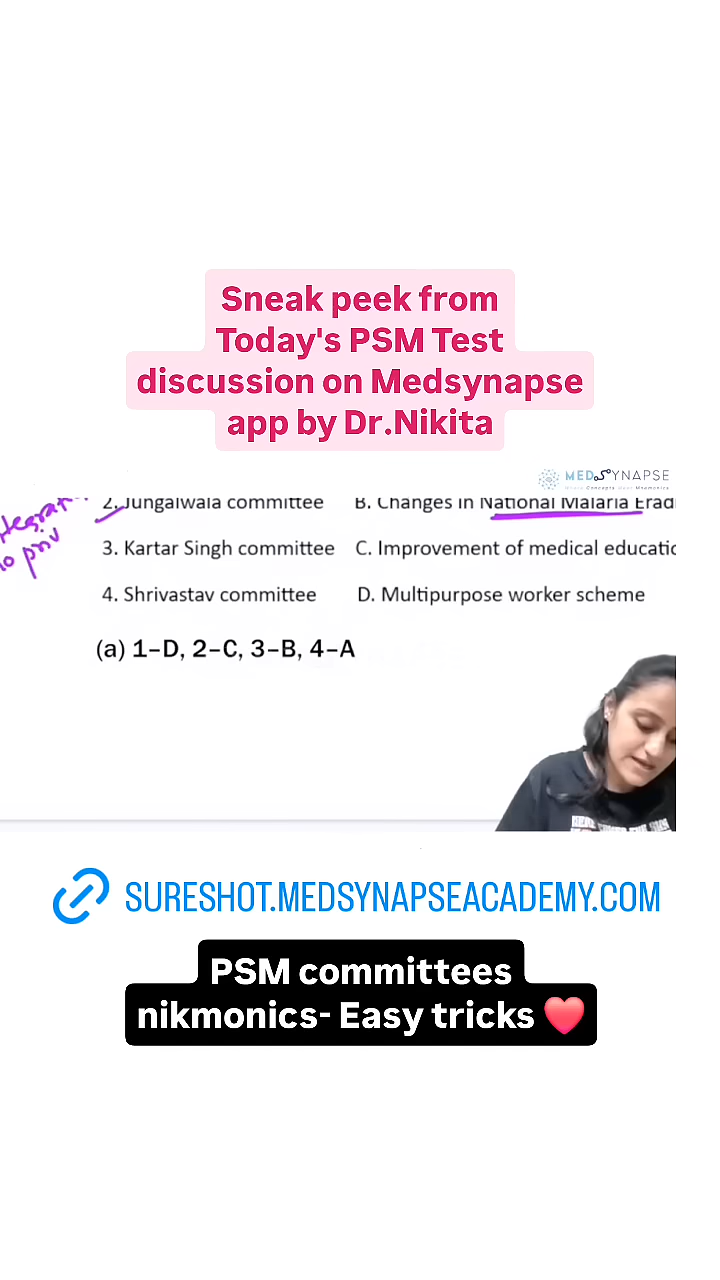 Sneak peek from
Today's PSM Test
discussion on Medsynapse
app by Dr.Nikita
MEDSYNAPSE
2. Jungalwala committee B. Changes in National Malaria Erad
3. Kartar Singh committee C. Improvement of medical educatio
4. Shrivastav committee D. Multipurpose worker scheme
(a) 1–D, 2–C, 3–B, 4–A
SURESHOT.MEDSYNAPSEACADEMY.COM
PSM committees
nikmonics- Easy tricks ❤️